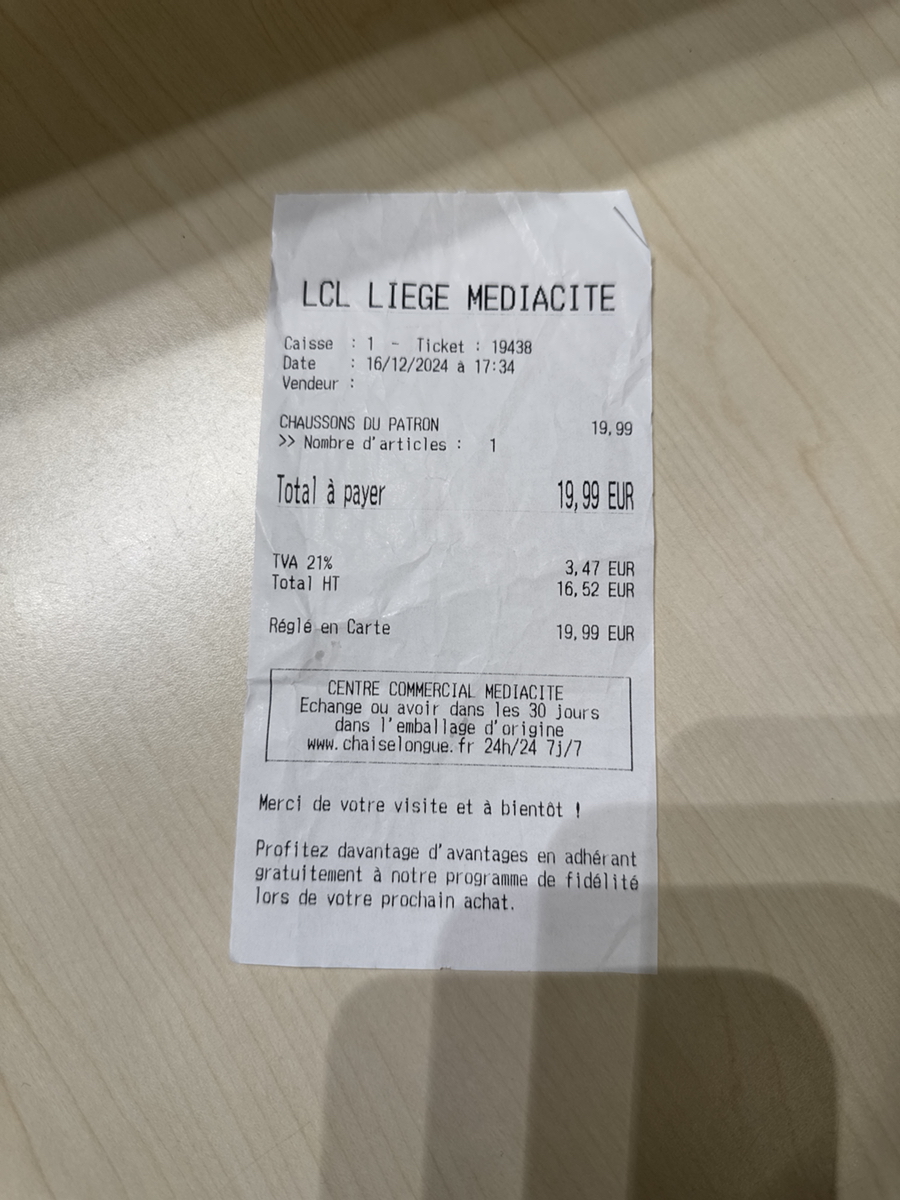 LCL LIEGE MEDIACITE
Caisse : 1 - Ticket : 19438
Date : 16/12/2024 à 17:34
Vendeur :
CHAUSSONS DU PATRON 19,99
>> Nombre d'articles : 1
Total à payer 19,99 EUR
TVA 21% 3,47 EUR
Total HT 16,52 EUR
Réglé en Carte 19,99 EUR
CENTRE COMMERCIAL MEDIACITE
Echange ou avoir dans les 30 jours
dans l'emballage d'origine
www.chaiselongue.fr 24h/24 7j/7
Merci de votre visite et à bientôt !
Profitez davantage d'avantages en adhérant
gratuitement à notre programme de fidélité
lors de votre prochain achat.